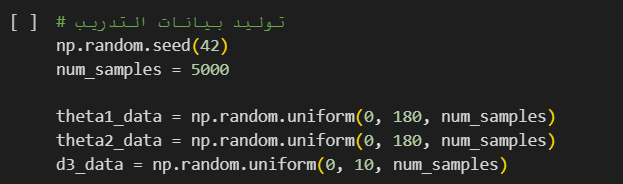 [ ] # توليد بيانات التدريب
np.random.seed(42)
num_samples = 5000
theta1_data = np.random.uniform(0, 180, num_samples)
theta2_data = np.random.uniform(0, 180, num_samples)
d3_data = np.random.uniform(0, 10, num_samples)